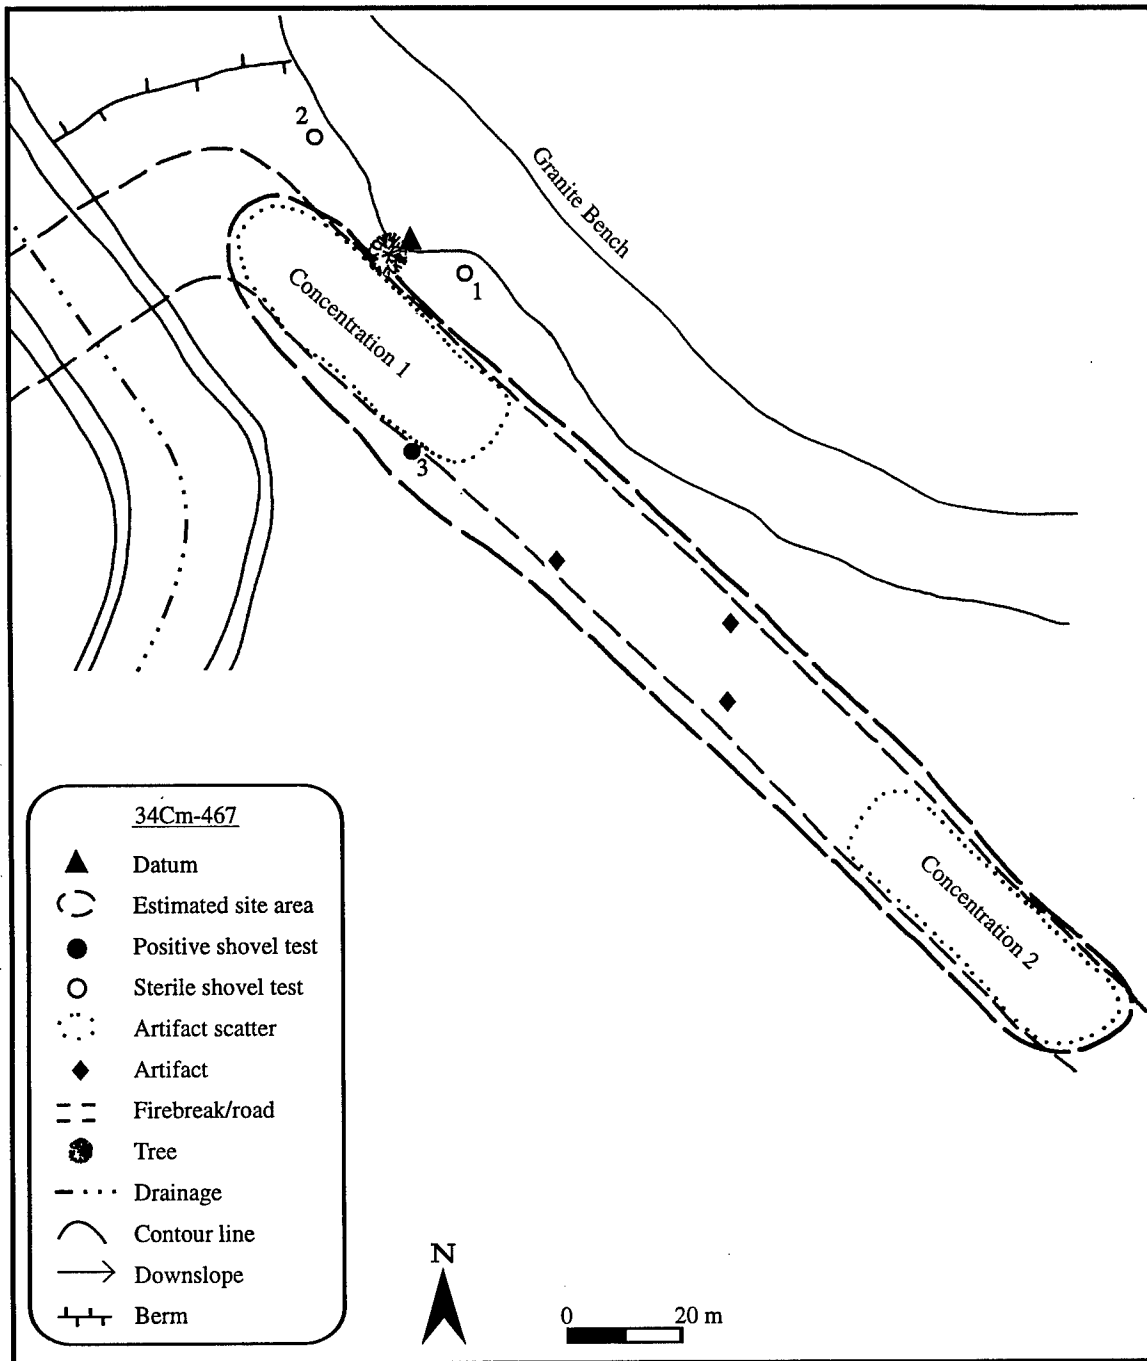 2
Granite Bench
1
Concentration 1
3
Concentration 2
34Cm-467
Datum
Estimated site area
Positive shovel test
Sterile shovel test
Artifact scatter
Artifact
Firebreak/road
Tree
Drainage
Contour line
Downslope
Berm
N
0 20 m